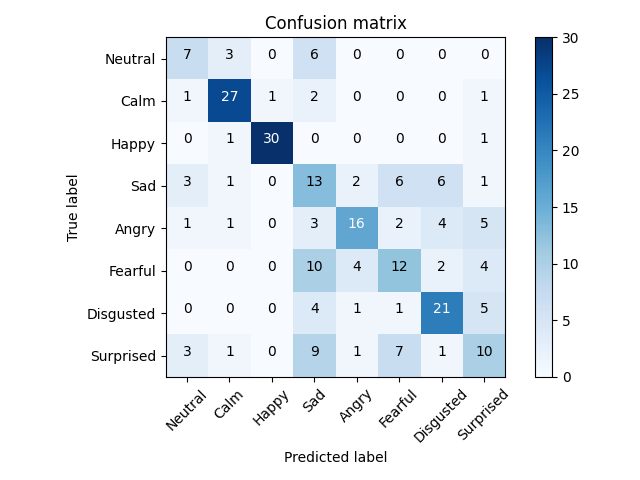 Confusion matrix
True label
Neutral 7 3 0 6 0 0 0 0
Calm 1 27 1 2 0 0 0 1
Happy 0 1 30 0 0 0 0 1
Sad 3 1 0 13 2 6 6 1
Angry 1 1 0 3 16 2 4 5
Fearful 0 0 0 10 4 12 2 4
Disgusted 0 0 0 4 1 1 21 5
Surprised 3 1 0 9 1 7 1 10
Neutral Calm Happy Sad Angry Fearful Disgusted Surprised
Predicted label
30
25
20
15
10
5
0